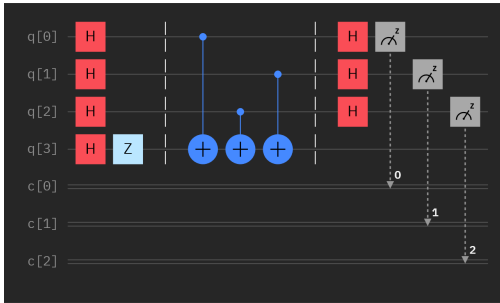 q[0] H H z
q[1] H H z
q[2] H H z
q[3] H Z + + +
c[0] 0
c[1] 1
c[2] 2